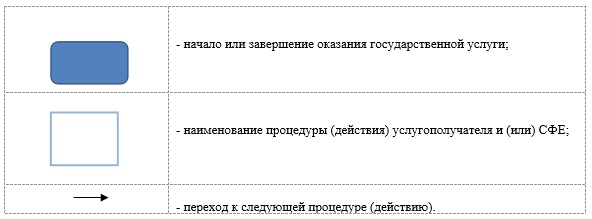 - начало или завершение оказания государственной услуги;
- наименование процедуры (действия) услугополучателя и (или) СФЕ;
- переход к следующей процедуре (действию).